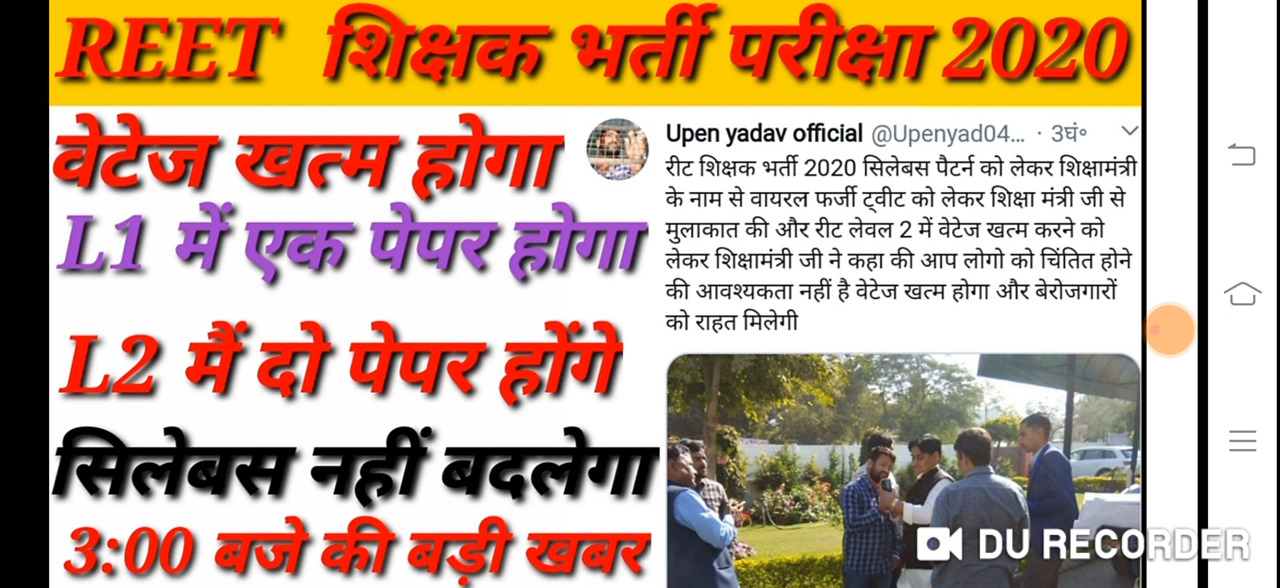 REET शिक्षक भर्ती परीक्षा 2020
वेटेज खत्म होगा
L1 में एक पेपर होगा
L2 मैं दो पेपर होंगे
सिलेबस नहीं बदलेगा
3:00 बजे की बड़ी खबर
Upen yadav official @Upenyad04... · 3घं॰
रीट शिक्षक भर्ती 2020 सिलेबस पैटर्न को लेकर शिक्षामंत्री
के नाम से वायरल फर्जी ट्वीट को लेकर शिक्षा मंत्री जी से
मुलाकात की और रीट लेवल 2 में वेटेज खत्म करने को
लेकर शिक्षामंत्री जी ने कहा की आप लोगो को चिंतित होने
की आवश्यकता नहीं है वेटेज खत्म होगा और बेरोजगारों
को राहत मिलेगी
DU RECORDER